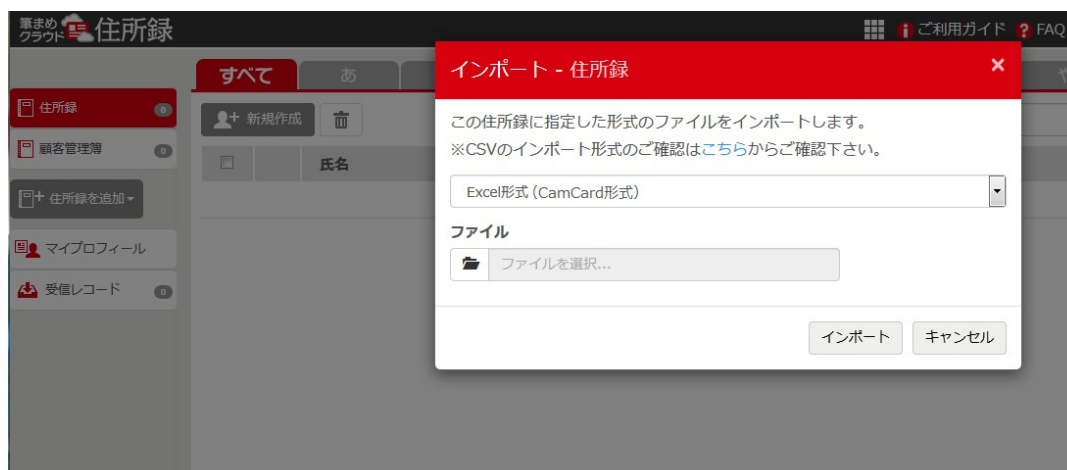 筆まめ
クラウド 住所録
ご利用ガイド ? FAQ
すべて
あ
住所録 0
顧客管理簿 0
住所録を追加
マイプロフィール
受信レコード 0
新規作成
氏名
インポート - 住所録 ×
この住所録に指定した形式のファイルをインポートします。
※CSVのインポート形式のご確認はこちらからご確認下さい。
Excel形式 (CamCard形式)
ファイル
ファイルを選択...
インポート
キャンセル